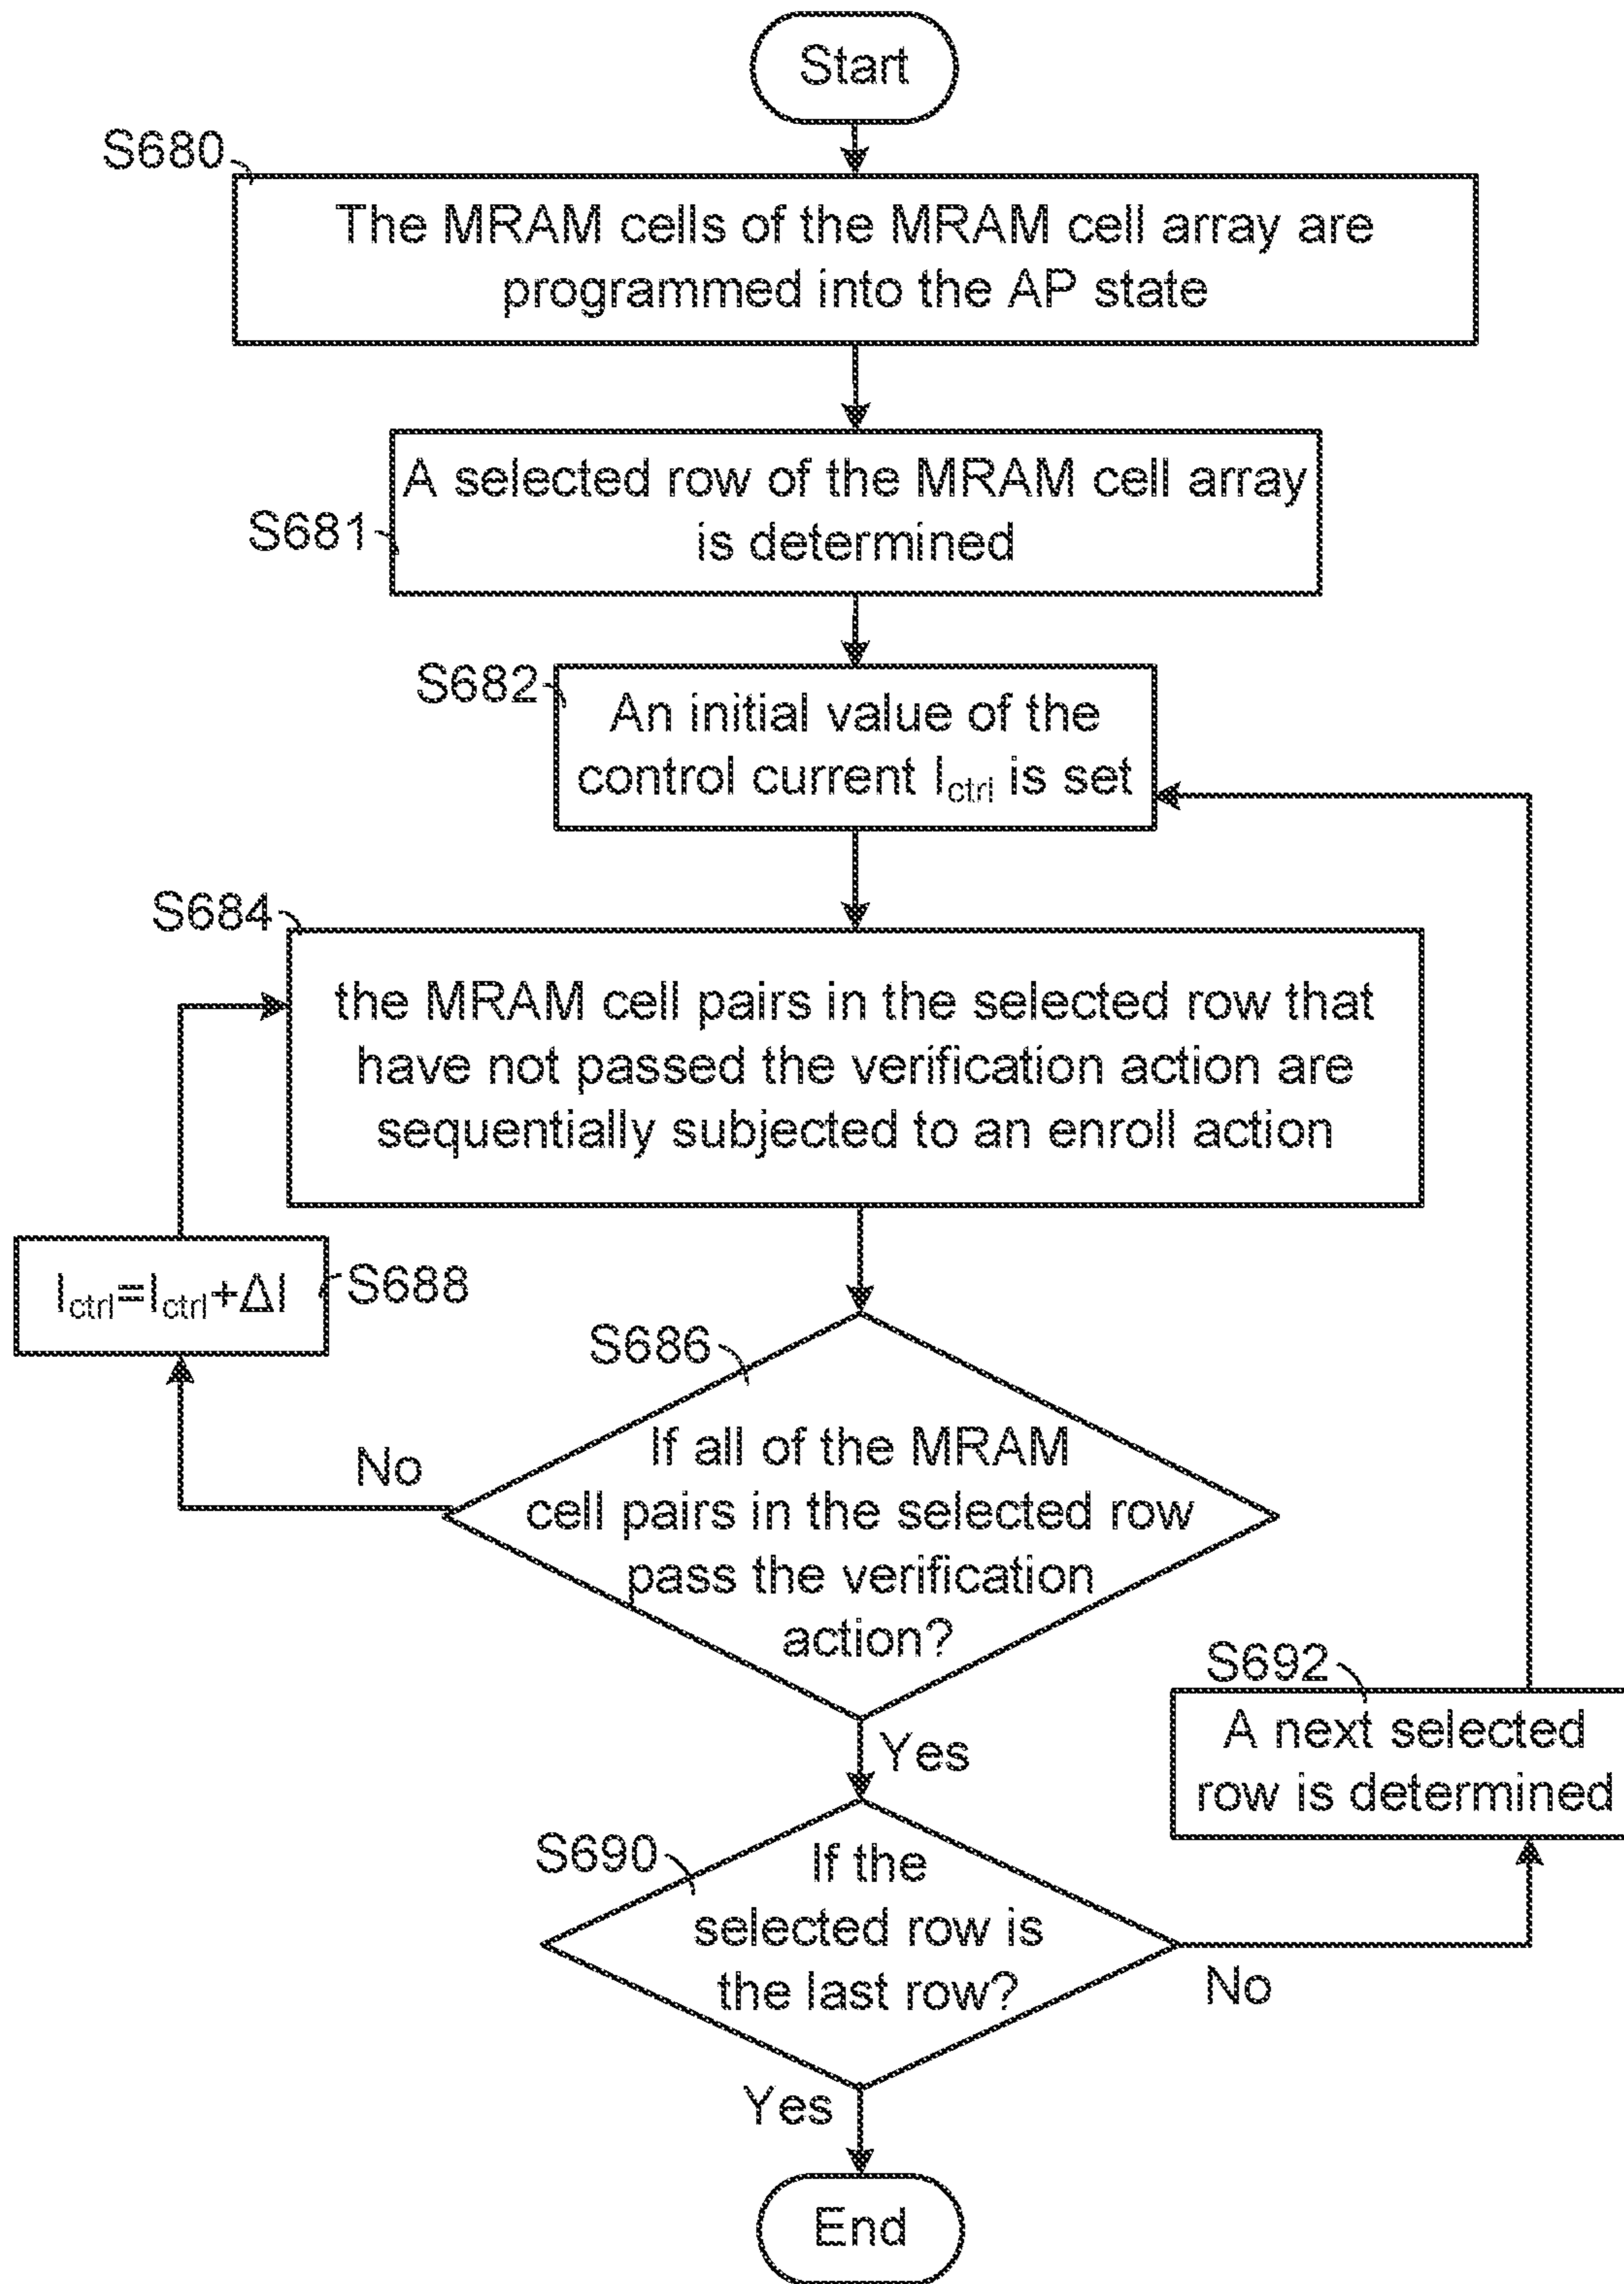 Start
S680
The MRAM cells of the MRAM cell array are
programmed into the AP state
A selected row of the MRAM cell array
S681
is determined
S682
An initial value of the
control current Ictrl is set
S684
the MRAM cell pairs in the selected row that
have not passed the verification action are
sequentially subjected to an enroll action
Ictrl=Ictrl+ΔI
S688
S686
If all of the MRAM
No
cell pairs in the selected row
pass the verification
action?
S692
A next selected
Yes
row is determined
S690
If the
selected row is
the last row?
No
Yes
End